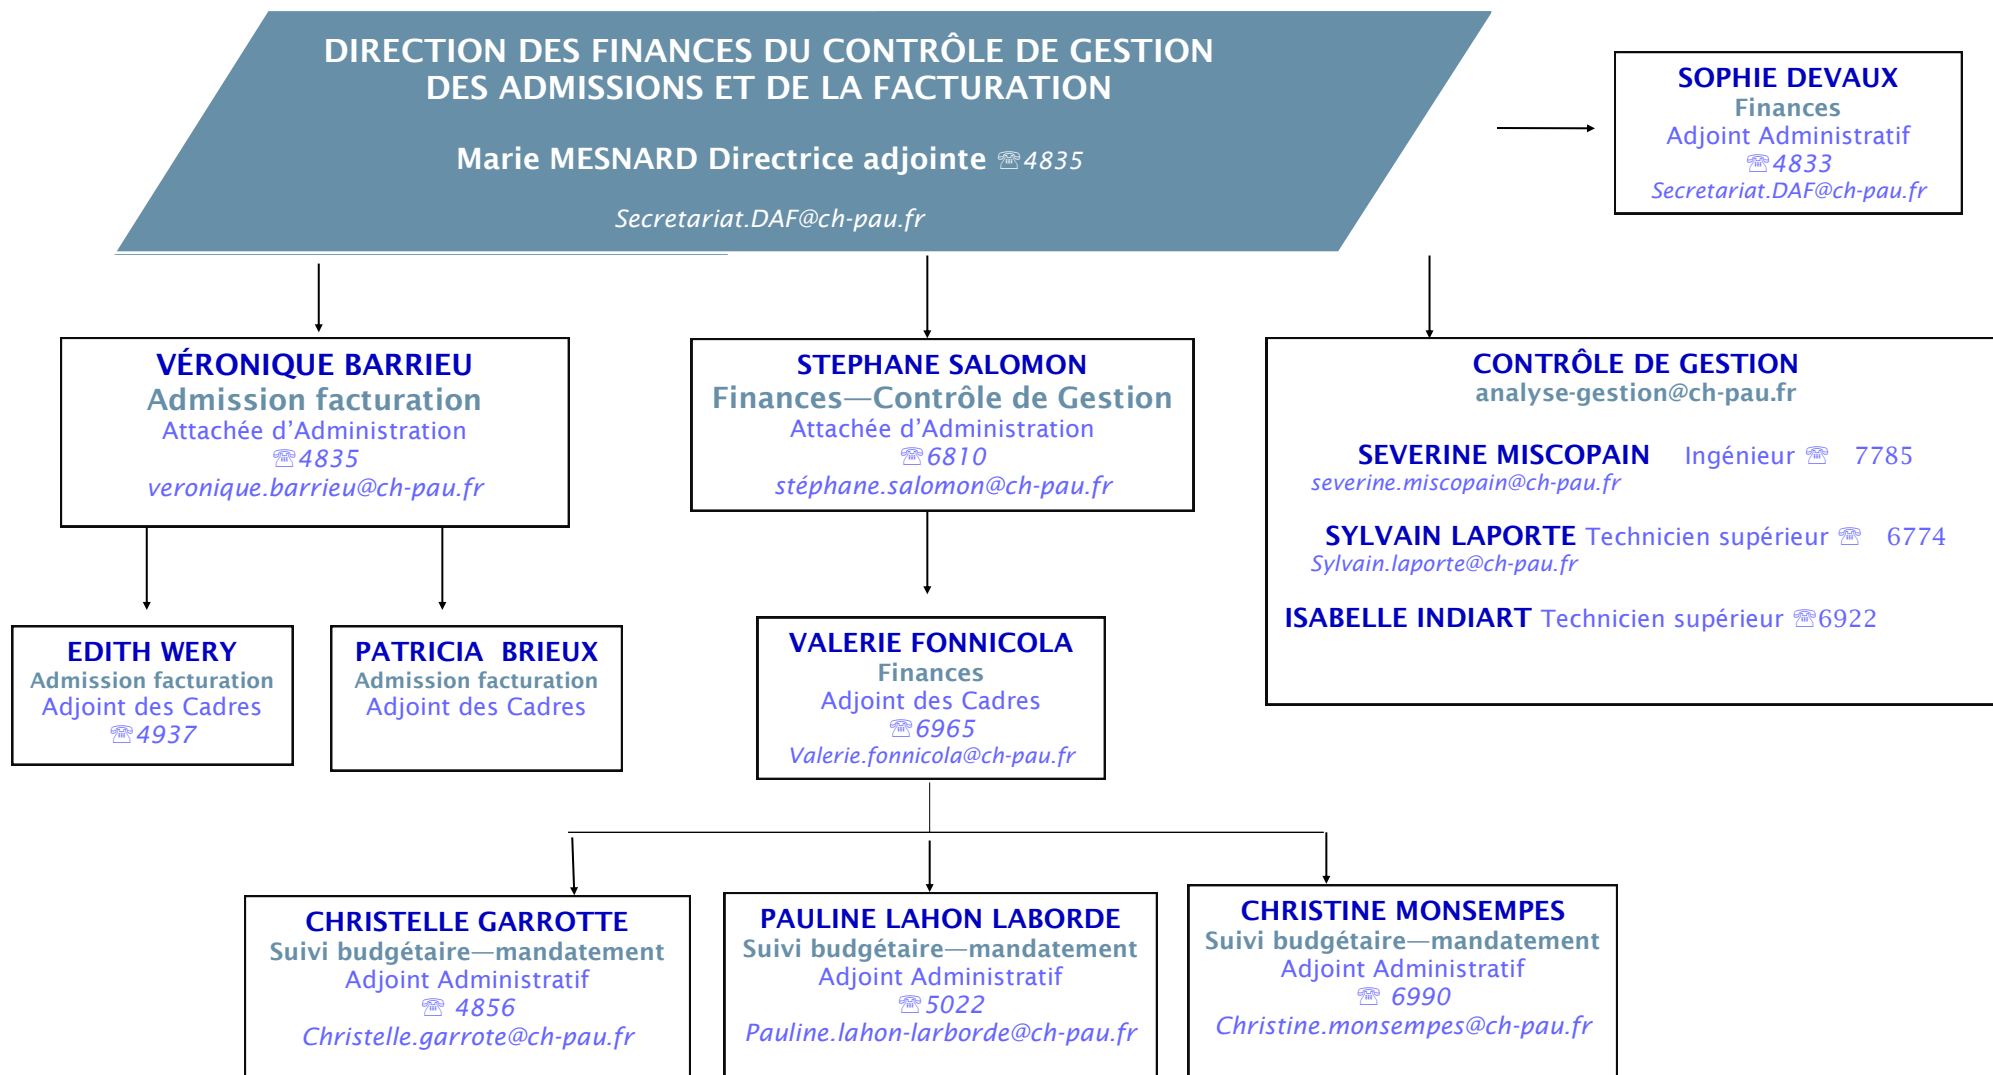 DIRECTION DES FINANCES DU CONTRÔLE DE GESTION
DES ADMISSIONS ET DE LA FACTURATION
Marie MESNARD Directrice adjointe ☏4835
Secretariat.DAF@ch-pau.fr
SOPHIE DEVAUX
Finances
Adjoint Administratif
☏4833
Secretariat.DAF@ch-pau.fr
VÉRONIQUE BARRIEU
Admission facturation
Attachée d’Administration
☏4835
veronique.barrieu@ch-pau.fr
STEPHANE SALOMON
Finances—Contrôle de Gestion
Attachée d’Administration
☏6810
stéphane.salomon@ch-pau.fr
CONTRÔLE DE GESTION
analyse-gestion@ch-pau.fr
SEVERINE MISCOPAIN Ingénieur ☏ 7785
severine.miscopain@ch-pau.fr
SYLVAIN LAPORTE Technicien supérieur ☏ 6774
Sylvain.laporte@ch-pau.fr
ISABELLE INDIART Technicien supérieur ☏6922
EDITH WERY
Admission facturation
Adjoint des Cadres
☏4937
PATRICIA BRIEUX
Admission facturation
Adjoint des Cadres
VALERIE FONNICOLA
Finances
Adjoint des Cadres
☏6965
Valerie.fonnicola@ch-pau.fr
CHRISTELLE GARROTTE
Suivi budgétaire—mandatement
Adjoint Administratif
☏ 4856
Christelle.garrote@ch-pau.fr
PAULINE LAHON LABORDE
Suivi budgétaire—mandatement
Adjoint Administratif
☏5022
Pauline.lahon-larborde@ch-pau.fr
CHRISTINE MONSEMPES
Suivi budgétaire—mandatement
Adjoint Administratif
☏ 6990
Christine.monsempes@ch-pau.fr